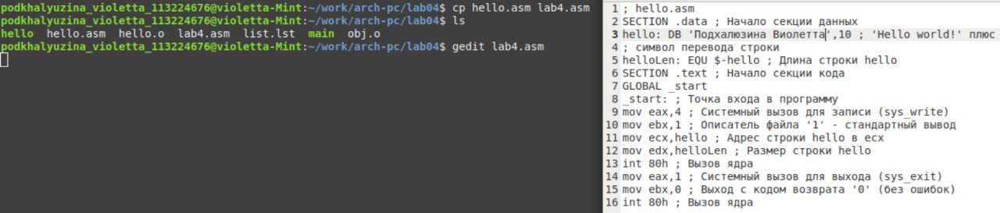 podkhalyuzina_violetta_113224676@violetta-Mint:~/work/arch-pc/lab04$ cp hello.asm lab4.asm
podkhalyuzina_violetta_113224676@violetta-Mint:~/work/arch-pc/lab04$ ls
hello  hello.asm  hello.o  lab4.asm  list.lst  main  obj.o
podkhalyuzina_violetta_113224676@violetta-Mint:~/work/arch-pc/lab04$ gedit lab4.asm
1 ; hello.asm
2 SECTION .data ; Начало секции данных
3 hello: DB 'Подхалюзина Виолетта',10 ; 'Hello world!' плюс
4 ; символ перевода строки
5 helloLen: EQU $-hello ; Длина строки hello
6 SECTION .text ; Начало секции кода
7 GLOBAL _start
8 _start: ; Точка входа в программу
9 mov eax,4 ; Системный вызов для записи (sys_write)
10 mov ebx,1 ; Описатель файла '1' - стандартный вывод
11 mov ecx,hello ; Адрес строки hello в ecx
12 mov edx,helloLen ; Размер строки hello
13 int 80h ; Вызов ядра
14 mov eax,1 ; Системный вызов для выхода (sys_exit)
15 mov ebx,0 ; Выход с кодом возврата '0' (без ошибок)
16 int 80h ; Вызов ядра